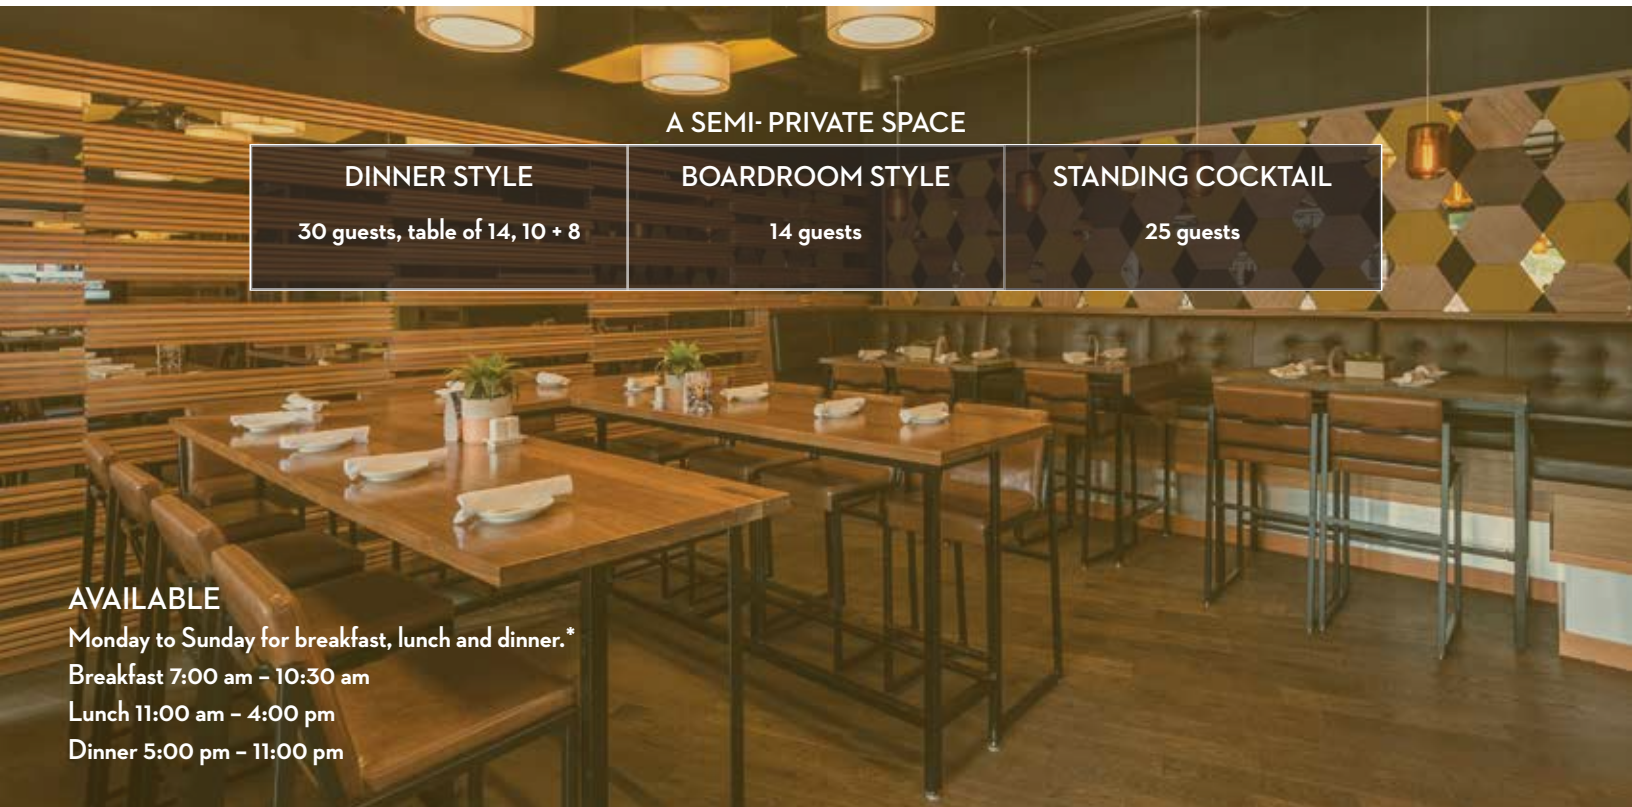 A SEMI- PRIVATE SPACE
DINNER STYLE
30 guests, table of 14, 10 + 8
BOARDROOM STYLE
14 guests
STANDING COCKTAIL
25 guests
AVAILABLE
Monday to Sunday for breakfast, lunch and dinner.*
Breakfast 7:00 am – 10:30 am
Lunch 11:00 am – 4:00 pm
Dinner 5:00 pm – 11:00 pm